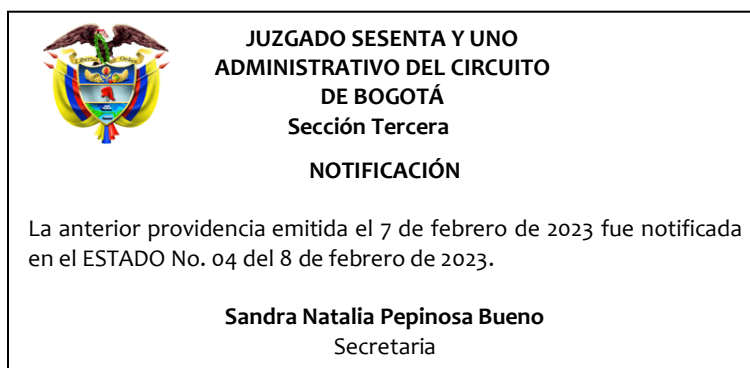 JUZGADO SESENTA Y UNO
ADMINISTRATIVO DEL CIRCUITO
DE BOGOTÁ
Sección Tercera
NOTIFICACIÓN
La anterior providencia emitida el 7 de febrero de 2023 fue notificada
en el ESTADO No. 04 del 8 de febrero de 2023.
Sandra Natalia Pepinosa Bueno
Secretaria